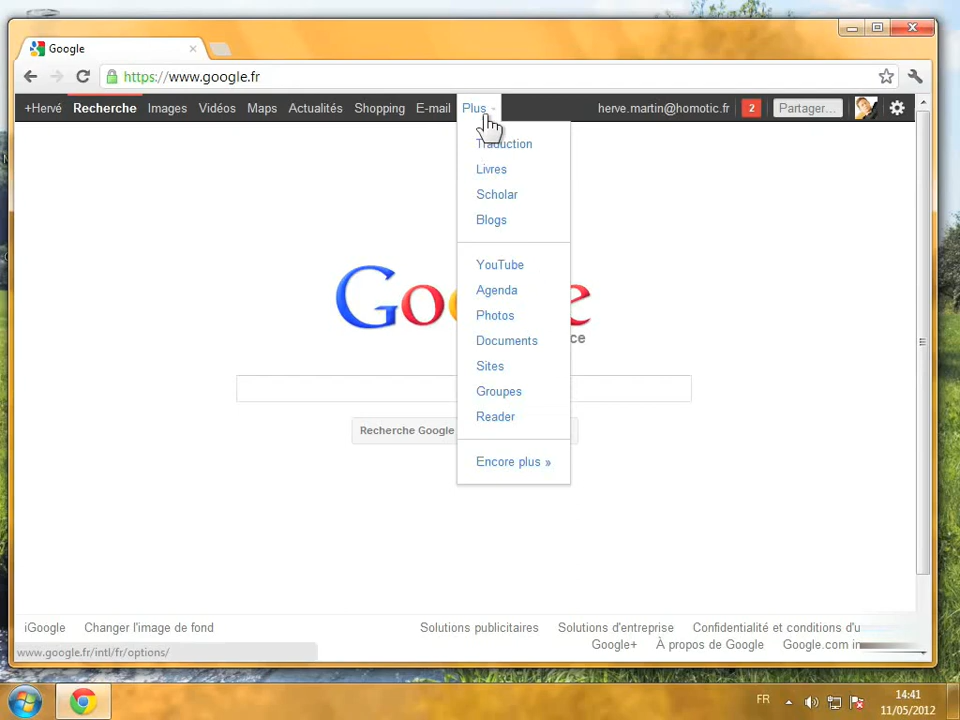 Google
https://www.google.fr
+Hervé Recherche Images Vidéos Maps Actualités Shopping E-mail Plus herve.martin@homotic.fr 2 Partager...
Traduction
Livres
Scholar
Blogs
YouTube
Agenda
Photos
Documents
Sites
Groupes
Reader
Encore plus »
Recherche Google
iGoogle Changer l'image de fond Solutions publicitaires Solutions d'entreprise Confidentialité et conditions d'u
Google+ À propos de Google Google.com in
www.google.fr/intl/fr/options/
FR 14:41
11/05/2012